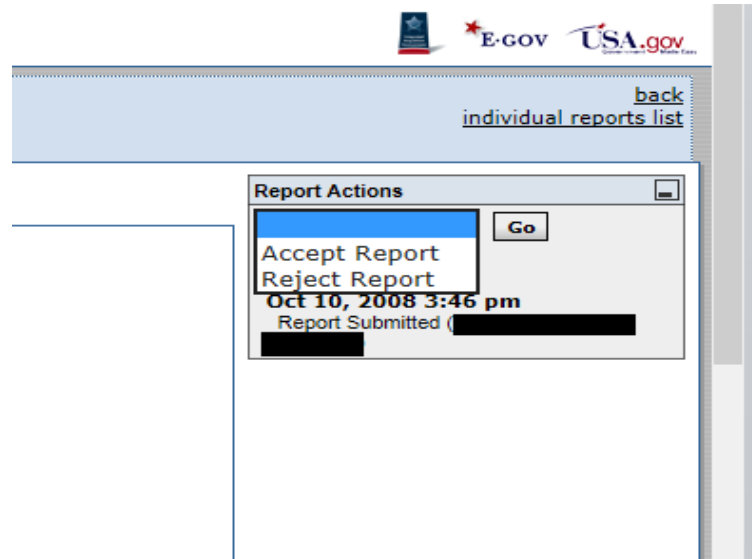 E-GOV USA.gov
back
individual reports list
Report Actions
Go
Accept Report
Reject Report
Oct 10, 2008 3:46 pm
Report Submitted (